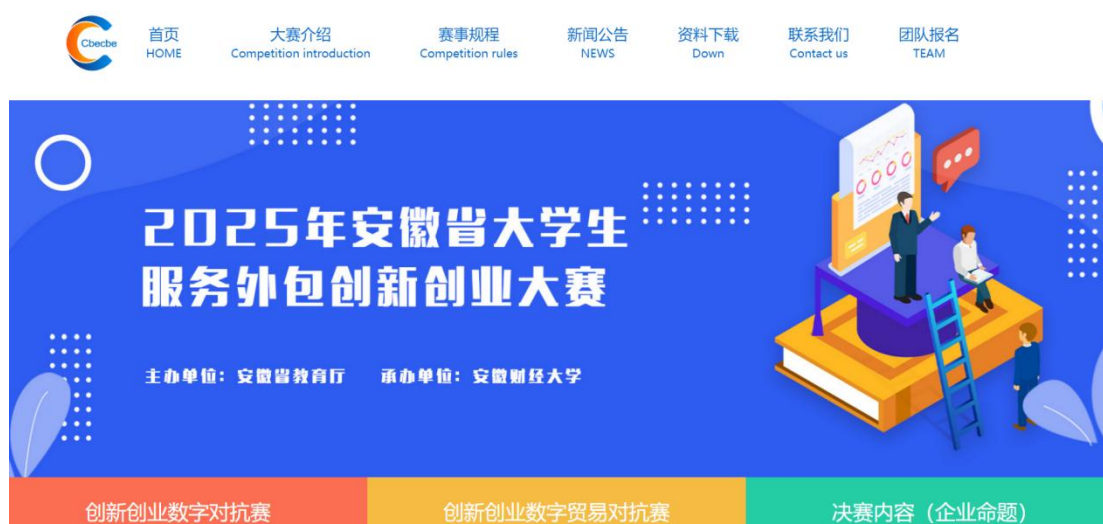 Cbecbe
首页 大赛介绍 赛事规程 新闻公告 资料下载 联系我们 团队报名
HOME Competition introduction Competition rules NEWS Down Contact us TEAM
2025年安徽省大学生
服务外包创新创业大赛
主办单位：安徽省教育厅 承办单位：安徽财经大学
创新创业数字对抗赛 创新创业数字贸易对抗赛 决赛内容（企业命题）